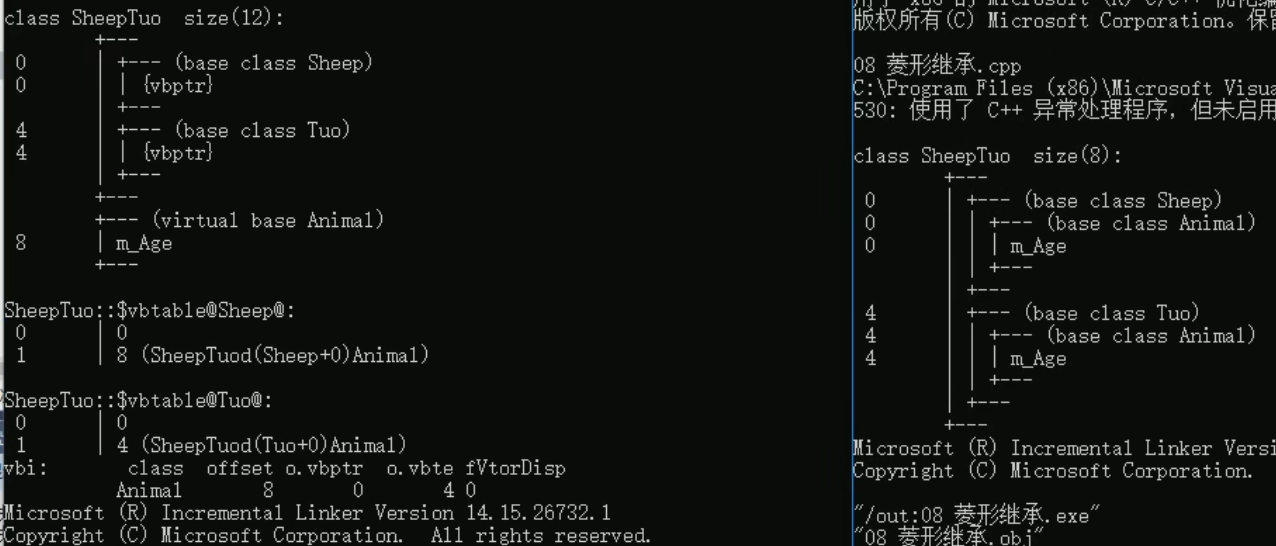 class SheepTuo  size(12):
        +---
 0      | +--- (base class Sheep)
 0      | | {vbptr}
        | +---
 4      | +--- (base class Tuo)
 4      | | {vbptr}
        | +---
        +---
        +--- (virtual base Animal)
 8      | m_Age
        +---
SheepTuo::$vbtable@Sheep@:
 0      | 0
 1      | 8 (SheepTuod(Sheep+0)Animal)
SheepTuo::$vbtable@Tuo@:
 0      | 0
 1      | 4 (SheepTuod(Tuo+0)Animal)
vbi:       class  offset o.vbptr  o.vbte fVtorDisp
          Animal       8       0       4 0
Microsoft (R) Incremental Linker Version 14.15.26732.1
Copyright (C) Microsoft Corporation.  All rights reserved.
版权所有(C) Microsoft Corporation。保留
08 菱形继承.cpp
C:\Program Files (x86)\Microsoft Visua
530: 使用了 C++ 异常处理程序，但未启用
class SheepTuo  size(8):
        +---
 0      | +--- (base class Sheep)
 0      | | +--- (base class Animal)
 0      | | | m_Age
        | | +---
        | +---
 4      | +--- (base class Tuo)
 4      | | +--- (base class Animal)
 4      | | | m_Age
        | | +---
        | +---
        +---
Microsoft (R) Incremental Linker Versi
Copyright (C) Microsoft Corporation.
"/out:08 菱形继承.exe"
"08 菱形继承.obj"